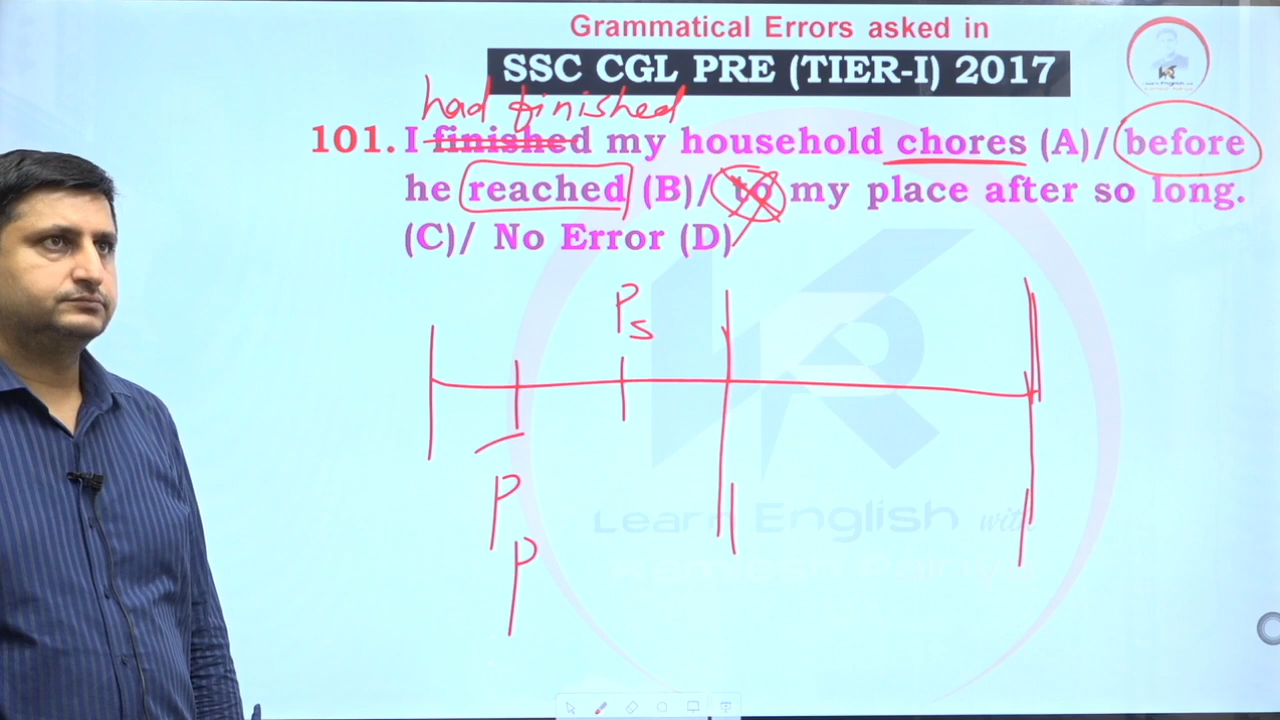 Grammatical Errors asked in
SSC CGL PRE (TIER-I) 2017
had finished
101. I finished my household chores (A)/ before
he reached (B)/ to my place after so long.
(C)/ No Error (D)
Ps
P
P
Learn English with